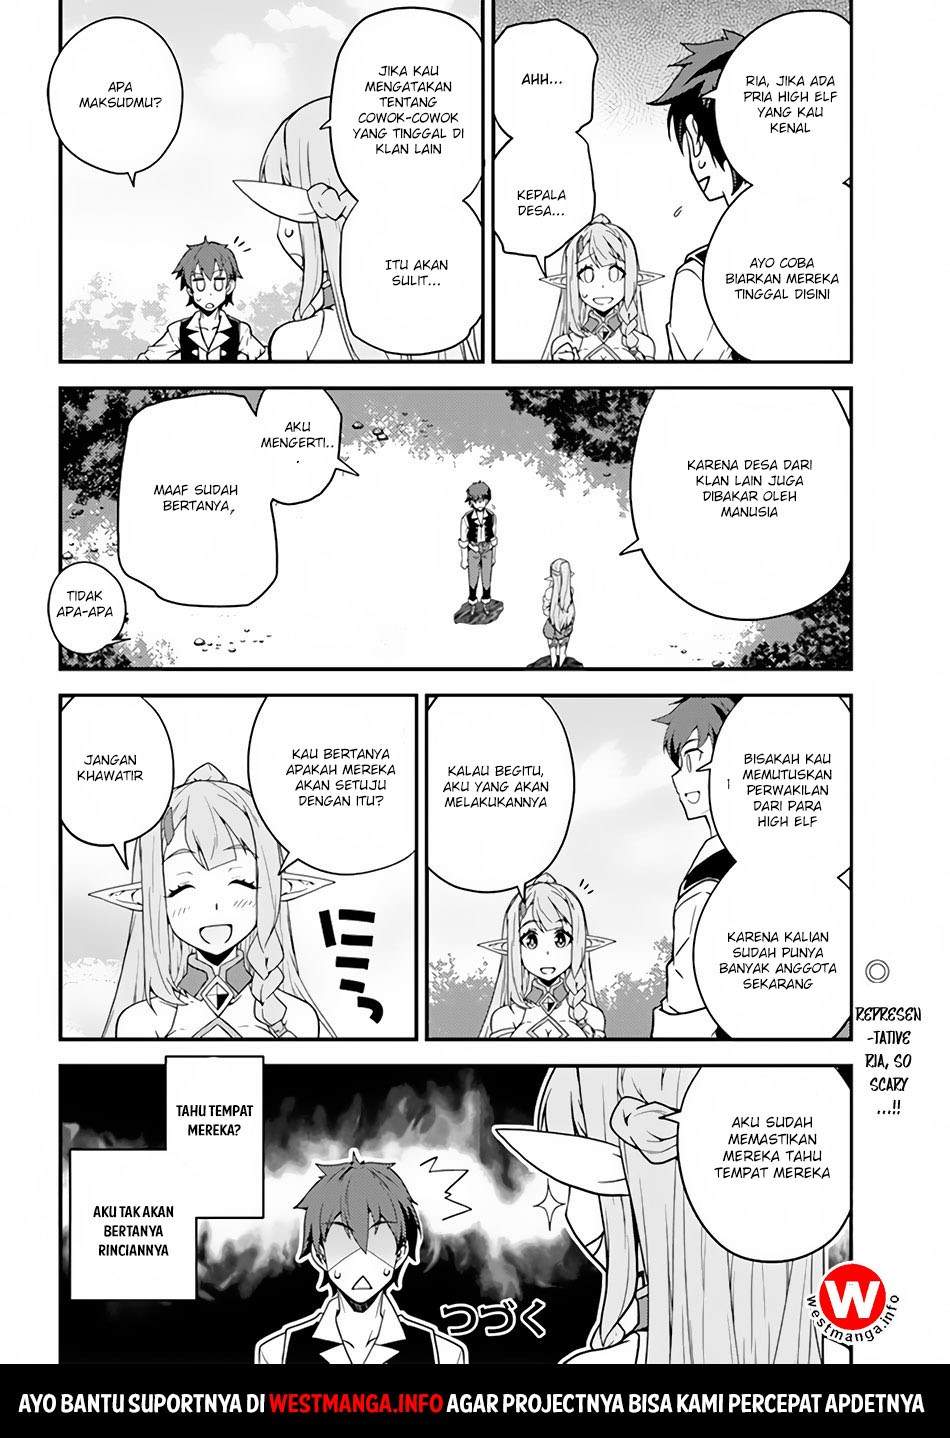 RIA, JIKA ADA
PRIA HIGH ELF
YANG KAU
KENAL
AYO COBA
BIARKAN MEREKA
TINGGAL DISINI
AHH...
KEPALA
DESA...
JIKA KAU
MENGATAKAN
TENTANG
COWOK-COWOK
YANG TINGGAL DI
KLAN LAIN
ITU AKAN
SULIT...
APA
MAKSUDMU?
KARENA DESA DARI
KLAN LAIN JUGA
DIBAKAR OLEH
MANUSIA
AKU
MENGERTI..
MAAF SUDAH
BERTANYA,
TIDAK
APA-APA
BISAKAH KAU
MEMUTUSKAN
PERWAKILAN
DARI PARA
HIGH ELF
KARENA KALIAN
SUDAH PUNYA
BANYAK ANGGOTA
SEKARANG
KALAU BEGITU,
AKU YANG AKAN
MELAKUKANNYA
KAU BERTANYA
APAKAH MEREKA
AKAN SETUJU
DENGAN ITU?
JANGAN
KHAWATIR
にこっ
AKU SUDAH
MEMASTIKAN
MEREKA TAHU
TEMPAT MEREKA
TAHU TEMPAT
MEREKA?
AKU TAK AKAN
BERTANYA
RINCIANNYA
つづく
◎
REPRESEN
-TATIVE
RIA, SO
SCARY
...!!
W
westmanga.info
AYO BANTU SUPORTNYA DI WESTMANGA.INFO AGAR PROJECTNYA BISA KAMI PERCEPAT APDETNYA